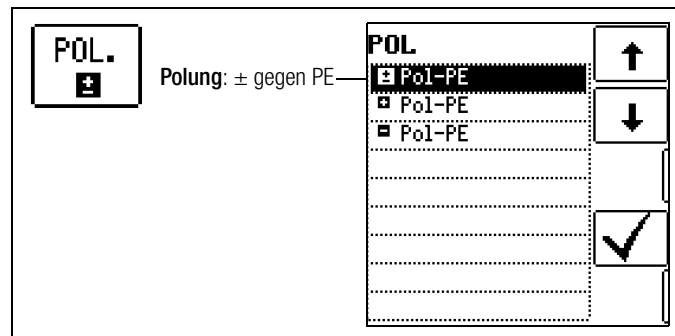 POL.
±
Polung: ± gegen PE
POL
± Pol-PE
+ Pol-PE
- Pol-PE